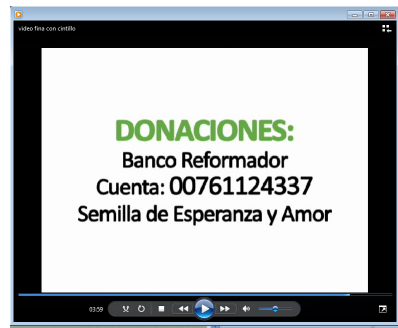 video fina con cintillo
DONACIONES:
Banco Reformador
Cuenta: 00761124337
Semilla de Esperanza y Amor
03:59